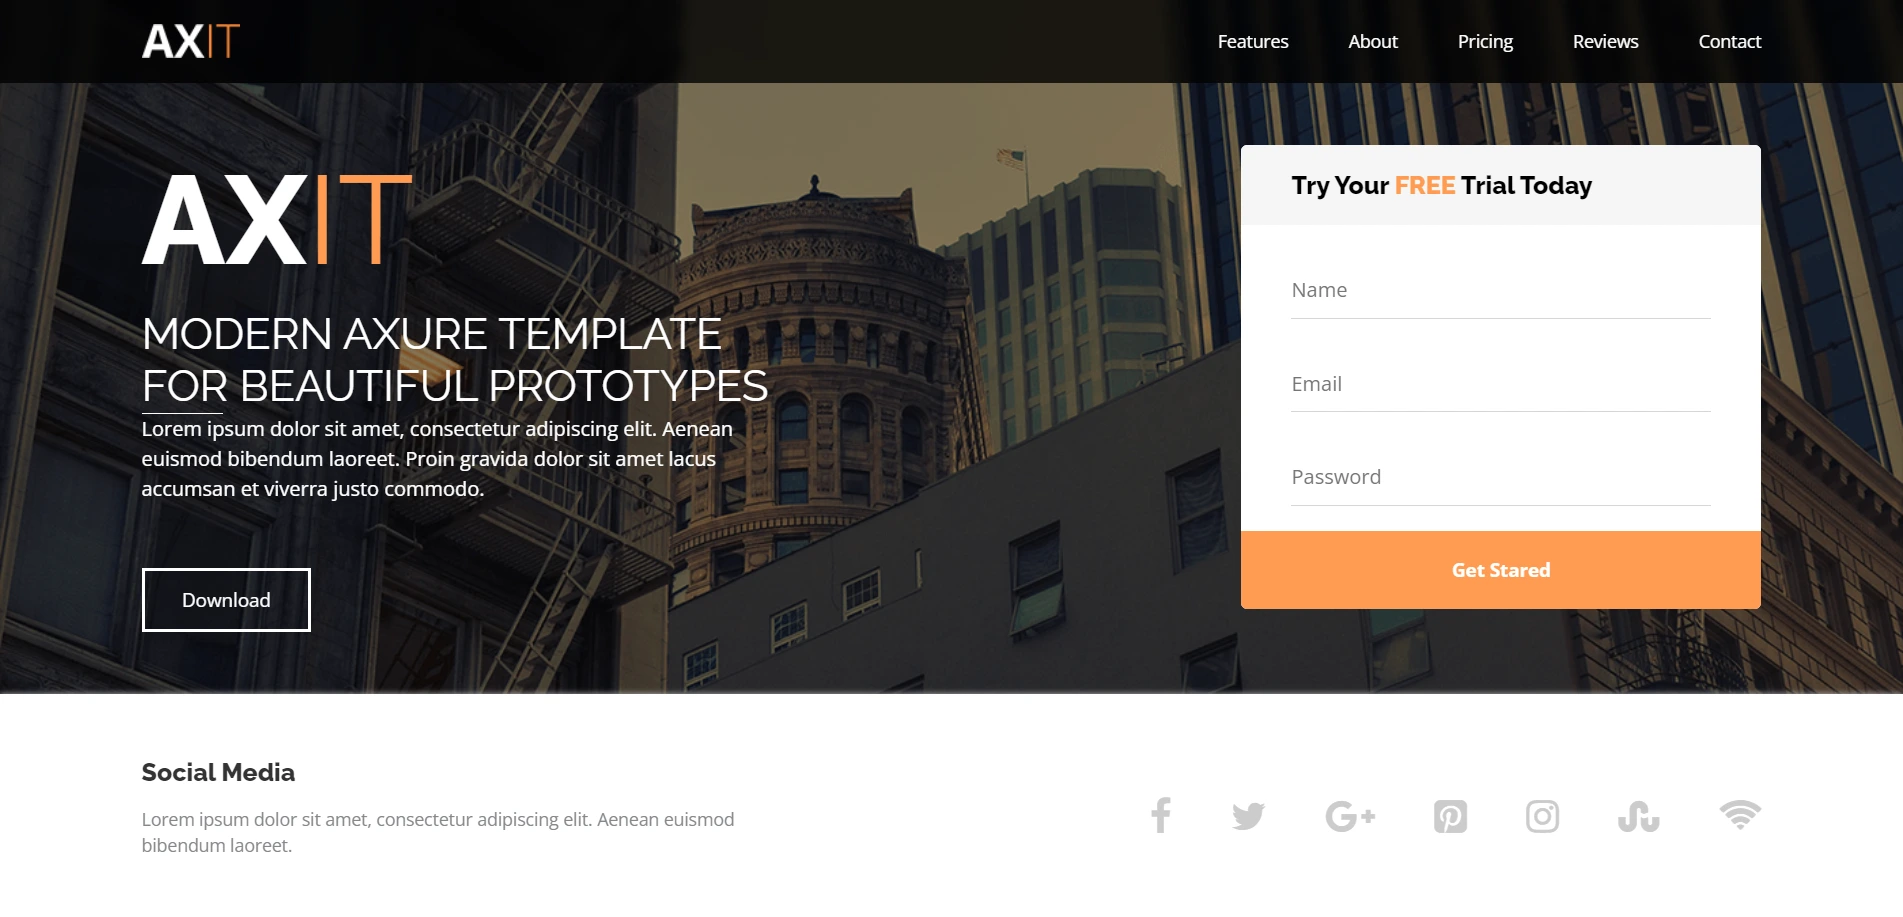 AXIT
Features About Pricing Reviews Contact
AXIT
MODERN AXURE TEMPLATE
FOR BEAUTIFUL PROTOTYPES
Lorem ipsum dolor sit amet, consectetur adipiscing elit. Aenean
euismod bibendum laoreet. Proin gravida dolor sit amet lacus
accumsan et viverra justo commodo.
Download
Try Your FREE Trial Today
Name
Email
Password
Get Stared
Social Media
Lorem ipsum dolor sit amet, consectetur adipiscing elit. Aenean euismod
bibendum laoreet.